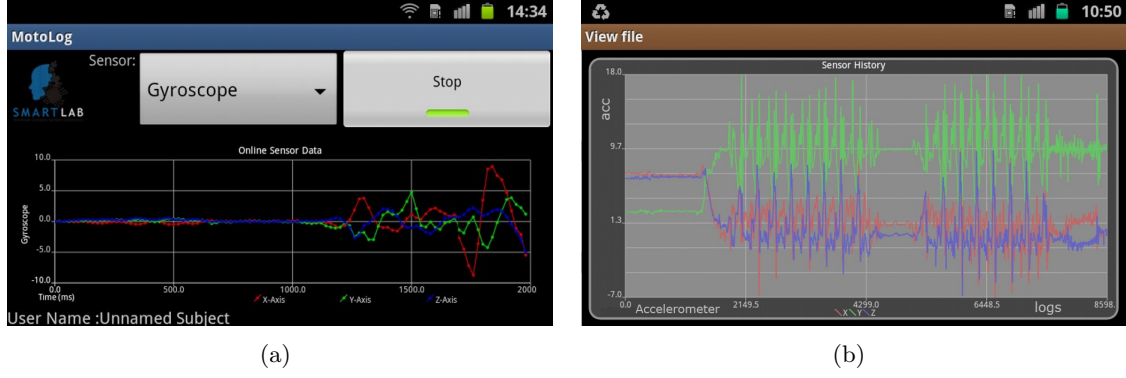 14:34
MotoLog
Sensor:
Gyroscope
Stop
SMARTLAB
Online Sensor Data
10.0
5.0
0.0
-5.0
-10.0
Gyroscope
0.0 500.0 1000.0 1500.0 2000
Time (ms)
X-Axis Y-Axis Z-Axis
User Name :Unnamed Subject
(a)
10:50
View file
Sensor History
18.0
acc
9.7
1.3
-7.0
0.0 2149.5 4299.0 6448.5 8598.
Accelerometer X Y Z logs
(b)